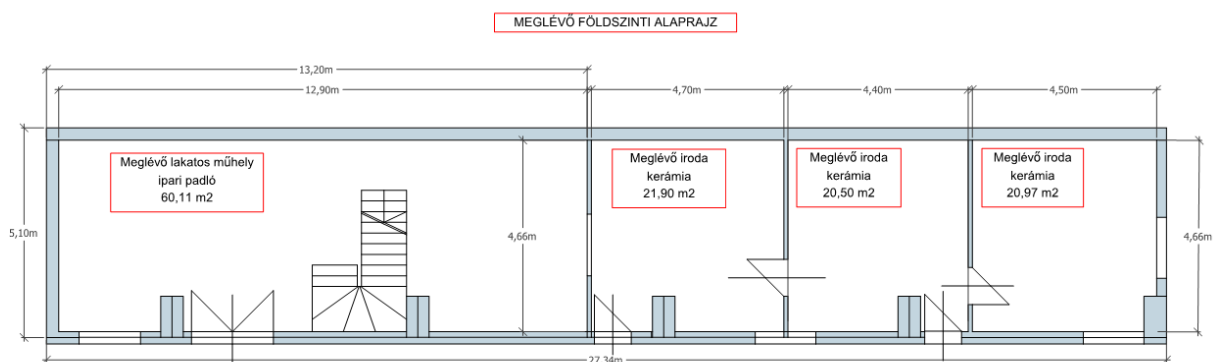 MEGLÉVŐ FÖLDSZINTI ALAPRAJZ
13,20m
12,90m
4,70m
4,40m
4,50m
Meglévő lakatos műhely
ipari padló
60,11 m2
Meglévő iroda
kerámia
21,90 m2
Meglévő iroda
kerámia
20,50 m2
Meglévő iroda
kerámia
20,97 m2
5,10m
4,66m
4,66m
27,34m